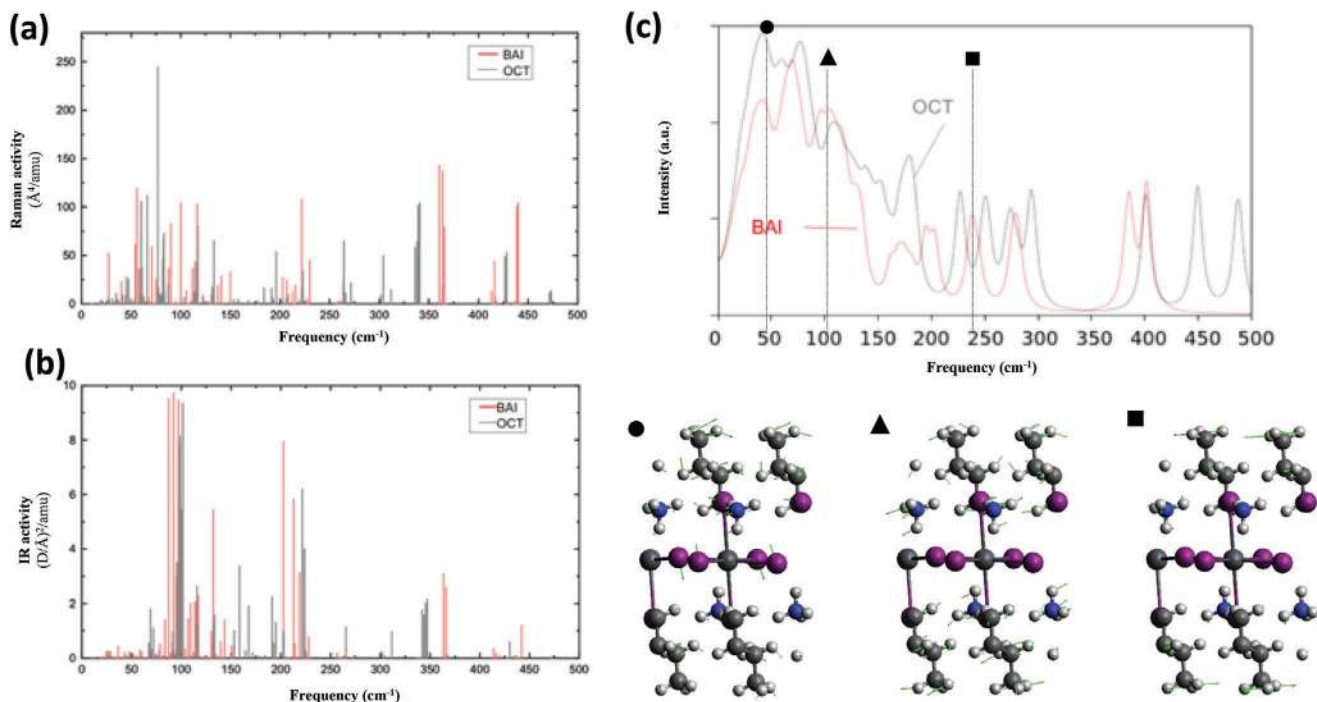 (a)
250
200
150
100
50
0
Raman activity
(Å⁴/amu)
BAI
OCT
0 50 100 150 200 250 300 350 400 450 500
Frequency (cm⁻¹)
(b)
10
8
6
4
2
0
IR activity
(D/Å)²/amu)
BAI
OCT
0 50 100 150 200 250 300 350 400 450 500
Frequency (cm⁻¹)
(c)
Intensity (a.u.)
OCT
BAI
0 50 100 150 200 250 300 350 400 450 500
Frequency (cm⁻¹)